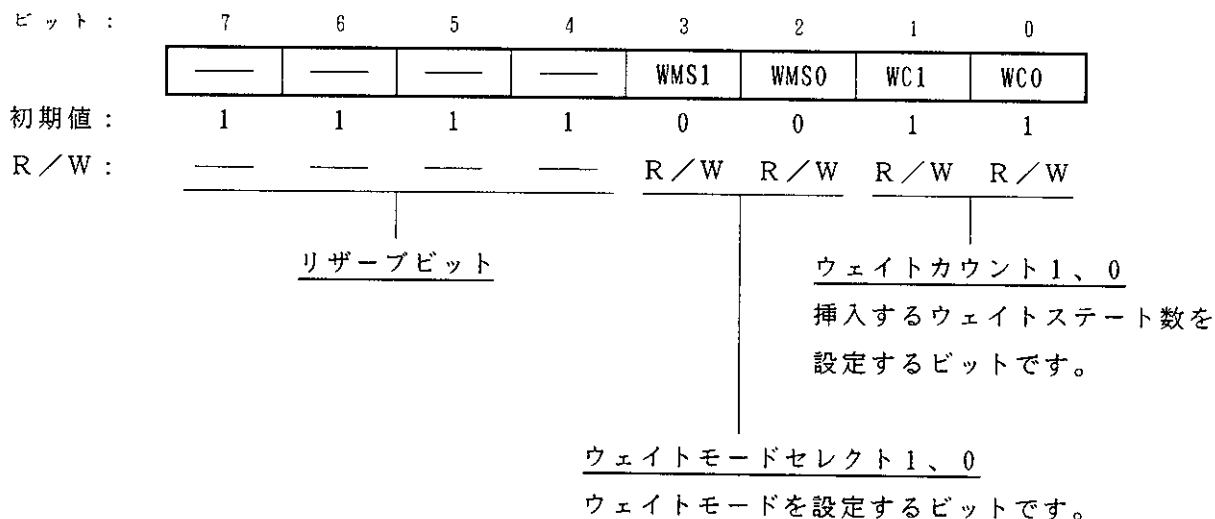 ビット： 7 6 5 4 3 2 1 0
— — — — WMS1 WMS0 WC1 WC0
初期値： 1 1 1 1 0 0 1 1
R／W： — — — — R／W R／W R／W R／W
リザーブビット
ウェイトカウント1、0
挿入するウェイトステート数を
設定するビットです。
ウェイトモードセレクト1、0
ウェイトモードを設定するビットです。